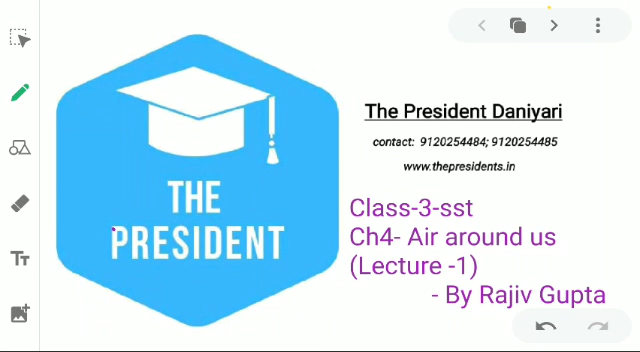 THE
PRESIDENT
The President Daniyari
contact: 9120254484; 9120254485
www.thepresidents.in
Class-3-sst
Ch4- Air around us
(Lecture -1)
- By Rajiv Gupta
Tт